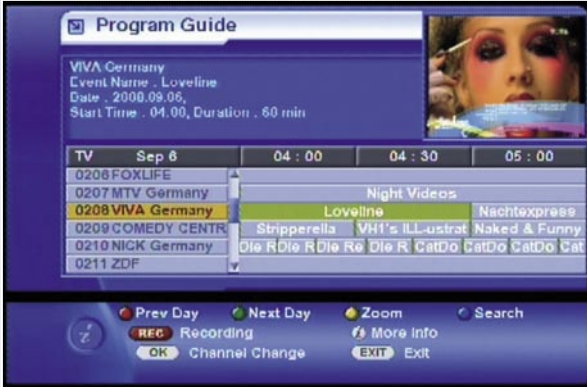 Program Guide
VIVA Germany
Event Name . Loveline
Date . 2008.09.06,
Start Time . 04.00, Duration . 60 min
TV Sep 6 04 : 00 04 : 30 05 : 00
0206 FOXLIFE
0207 MTV Germany Night Videos
0208 VIVA Germany Loveline Nachtexpress
0209 COMEDY CENTR Stripperella VH1's ILL-ustrat Naked & Funny
0210 NICK Germany Die R Die R Die Re Die R CatDo CatDo CatDo Cat
0211 ZDF
Prev Day Next Day Zoom Search
REC Recording i More Info
i
OK Channel Change EXIT Exit